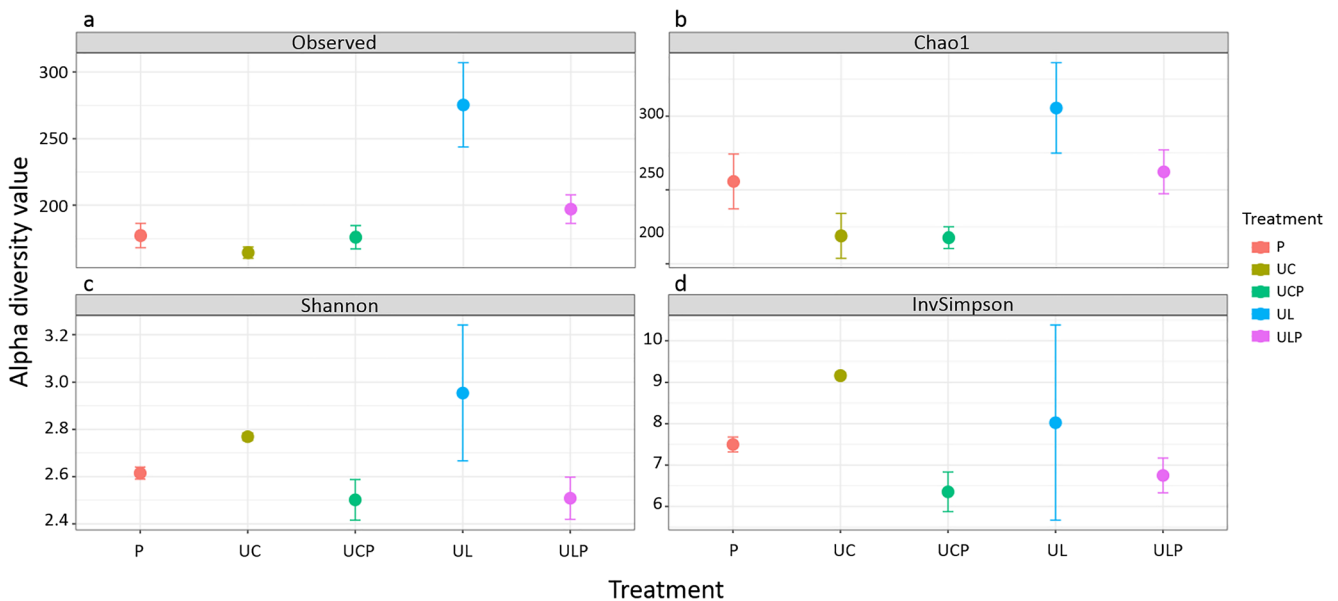 a
Observed
300
250
200
b
Chao1
300
250
200
Alpha diversity value
c
Shannon
3.2
3.0
2.8
2.6
2.4
P UC UCP UL ULP
d
InvSimpson
10
9
8
7
6
P UC UCP UL ULP
Treatment
Treatment
P
UC
UCP
UL
ULP